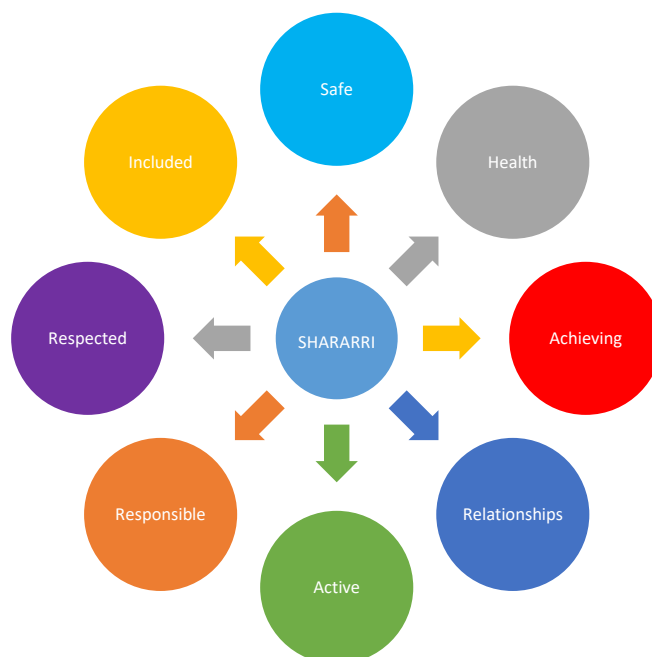 Safe
Health
Achieving
Relationships
Active
Responsible
Respected
Included
SHARARRI